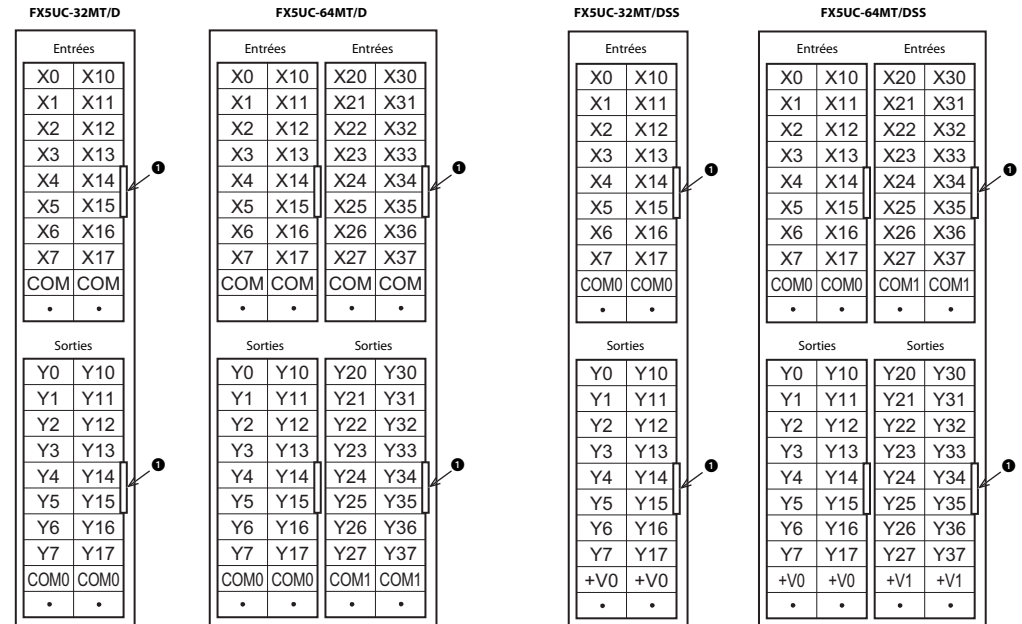 FX5UC-32MT/D FX5UC-64MT/D FX5UC-32MT/DSS FX5UC-64MT/DSS
Entrées Entrées Entrées Entrées Entrées Entrées
X0 X10 X0 X10 X20 X30 X0 X10 X0 X10 X20 X30
X1 X11 X1 X11 X21 X31 X1 X11 X1 X11 X21 X31
X2 X12 X2 X12 X22 X32 X2 X12 X2 X12 X22 X32
X3 X13 X3 X13 X23 X33 X3 X13 X3 X13 X23 X33
❶ ❶ ❶ ❶
X4 X14 X4 X14 X24 X34 X4 X14 X4 X14 X24 X34
X5 X15 X5 X15 X25 X35 X5 X15 X5 X15 X25 X35
X6 X16 X6 X16 X26 X36 X6 X16 X6 X16 X26 X36
X7 X17 X7 X17 X27 X37 X7 X17 X7 X17 X27 X37
COM COM COM COM COM COM COM0 COM0 COM0 COM0 COM1 COM1
• • • • • • • • • • • •
Sorties Sorties Sorties Sorties Sorties Sorties
Y0 Y10 Y0 Y10 Y20 Y30 Y0 Y10 Y0 Y10 Y20 Y30
Y1 Y11 Y1 Y11 Y21 Y31 Y1 Y11 Y1 Y11 Y21 Y31
Y2 Y12 Y2 Y12 Y22 Y32 Y2 Y12 Y2 Y12 Y22 Y32
Y3 Y13 Y3 Y13 Y23 Y33 Y3 Y13 Y3 Y13 Y23 Y33
❶ ❶ ❶ ❶
Y4 Y14 Y4 Y14 Y24 Y34 Y4 Y14 Y4 Y14 Y24 Y34
Y5 Y15 Y5 Y15 Y25 Y35 Y5 Y15 Y5 Y15 Y25 Y35
Y6 Y16 Y6 Y16 Y26 Y36 Y6 Y16 Y6 Y16 Y26 Y36
Y7 Y17 Y7 Y17 Y27 Y37 Y7 Y17 Y7 Y17 Y27 Y37
COM0 COM0 COM0 COM0 COM1 COM1 +V0 +V0 +V0 +V0 +V1 +V1
• • • • • • • • • • • •